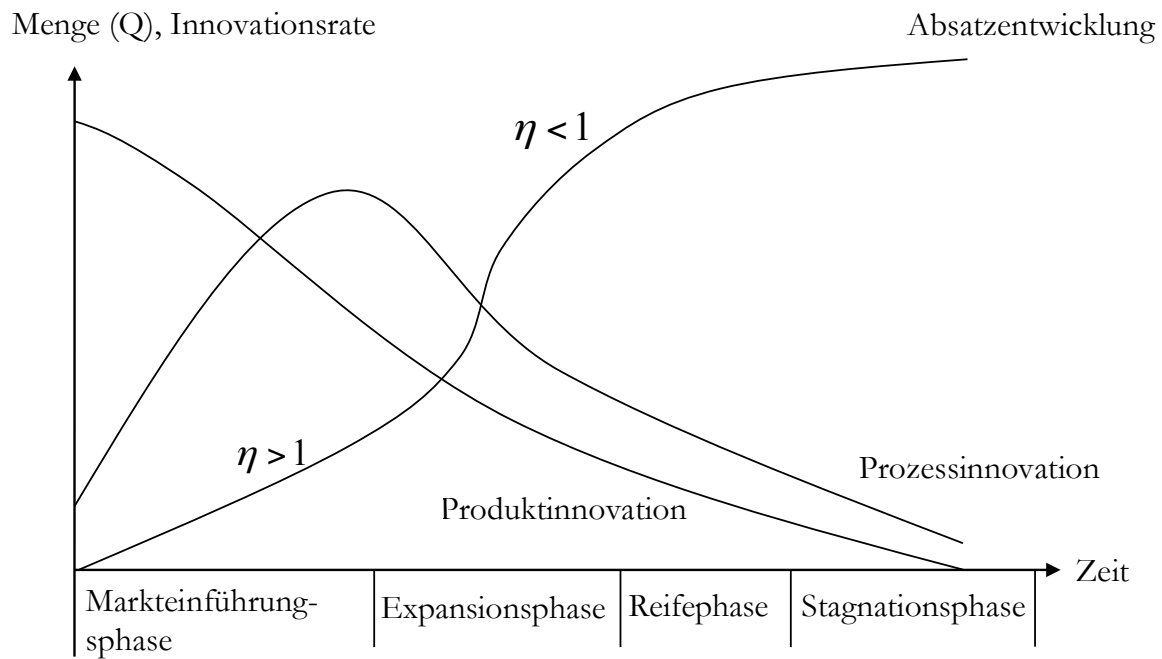 Menge (Q), Innovationsrate
Absatzentwicklung
η < 1
η > 1
Prozessinnovation
Produktinnovation
Zeit
Markteinführung-
sphase
Expansionsphase
Reifephase
Stagnationsphase